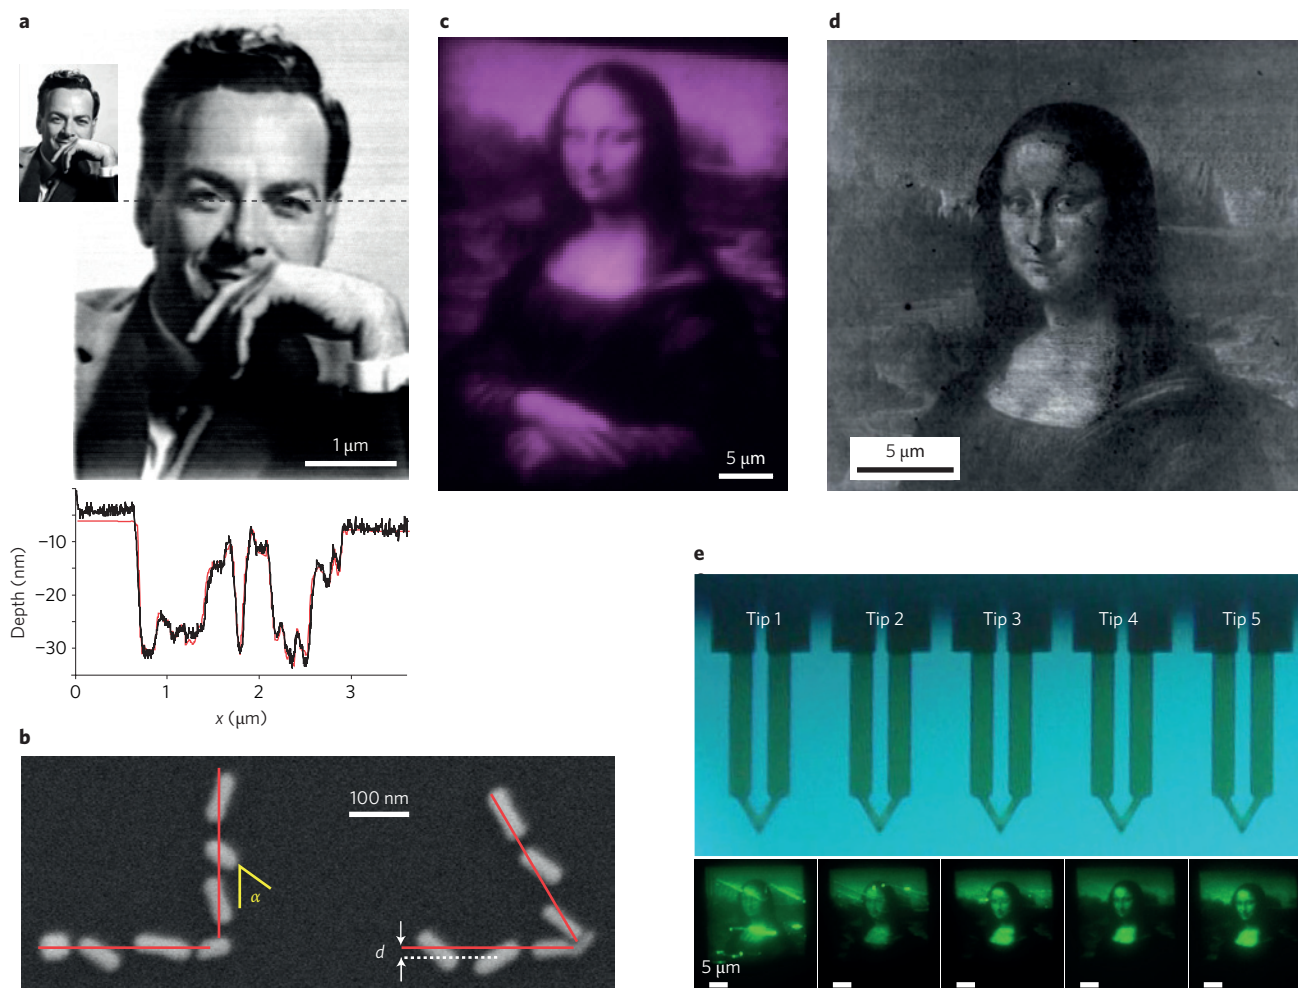 a
c
d
1 µm
5 µm
5 µm
Depth (nm)
−10
−20
−30
0
1
2
3
x (µm)
b
100 nm
α
d
e
Tip 1
Tip 2
Tip 3
Tip 4
Tip 5
5 µm